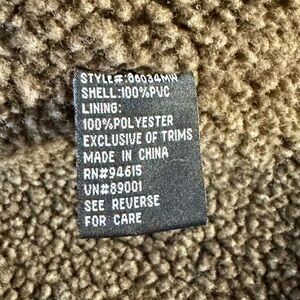 STYLE#:86034MN
SHELL:100%PVC
LINING:
100%POLYESTER
EXCLUSIVE OF TRIMS
MADE IN CHINA
RN#94615
VN#89001
SEE REVERSE
FOR CARE